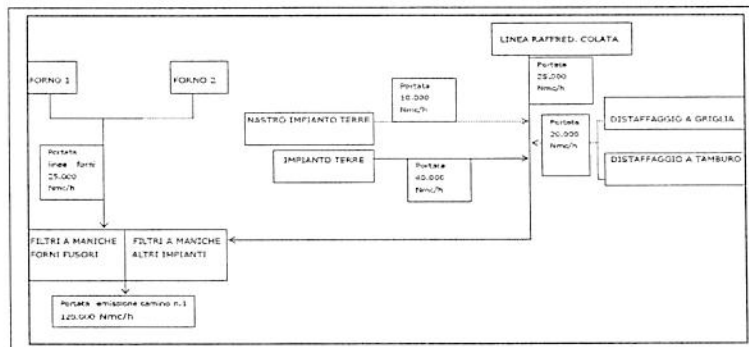 LINEA RAFFRED. COLATA
FORNO 1
FORNO 2
Portata
25.000
Nmc/h
Portata
10.000
Nmc/h
NASTRO IMPIANTO TERRE
Portata
20.000
Nmc/h
DISTAFFAGGIO A GRIGLIA
Portata
linea forni
25.000
Nmc/h
IMPIANTO TERRE
Portata
40.000
Nmc/h
DISTAFFAGGIO A TAMBURO
FILTRI A MANICHE
FORNI FUSORI
FILTRI A MANICHE
ALTRI IMPIANTI
Portata emissione camino n.1
120.000 Nmc/h